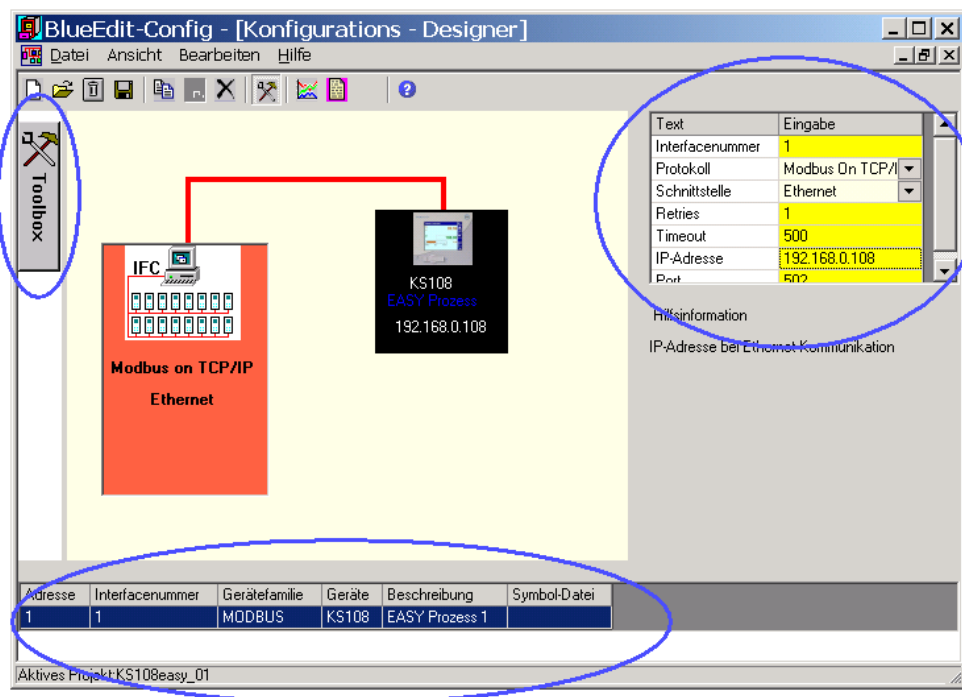 BlueEdit-Config - [Konfigurations - Designer]
Datei Ansicht Bearbeiten Hilfe
Toolbox
IFC
Modbus on TCP/IP
Ethernet
KS108
EASY Prozess
192.168.0.108
Text Eingabe
Interfacenummer 1
Protokoll Modbus On TCP/I
Schnittstelle Ethernet
Retries 1
Timeout 500
IP-Adresse 192.168.0.108
Port 502
Hilfsinformation
IP-Adresse bei Ethernet Kommunikation
Adresse Interfacenummer Gerätefamilie Geräte Beschreibung Symbol-Datei
1 1 MODBUS KS108 EASY Prozess 1
Aktives Projekt:KS108easy_01